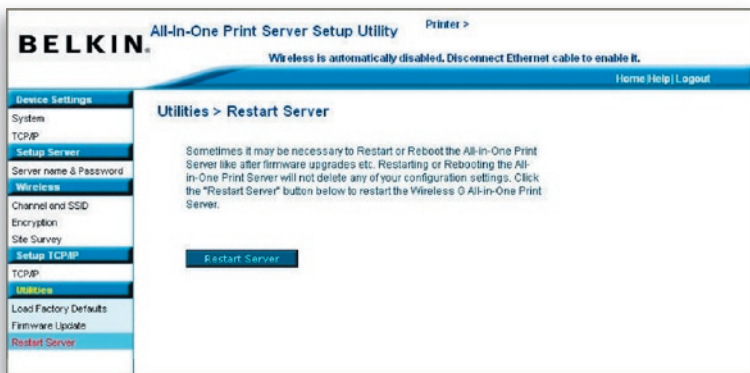 BELKIN.
All-In-One Print Server Setup Utility
Printer >
Wireless is automatically disabled. Disconnect Ethernet cable to enable it.
Home|Help|Logout
Device Settings
System
TCP/IP
Setup Server
Server name & Password
Wireless
Channel and SSID
Encryption
Site Survey
Setup TCP/IP
TCP/IP
Utilities
Load Factory Defaults
Firmware Update
Restart Server
Utilities > Restart Server
Sometimes it may be necessary to Restart or Reboot the All-in-One Print
Server like after firmware upgrades etc. Restarting or Rebooting the All-
in-One Print Server will not delete any of your configuration settings. Click
the "Restart Server" button below to restart the Wireless G All-in-One Print
Server.
Restart Server